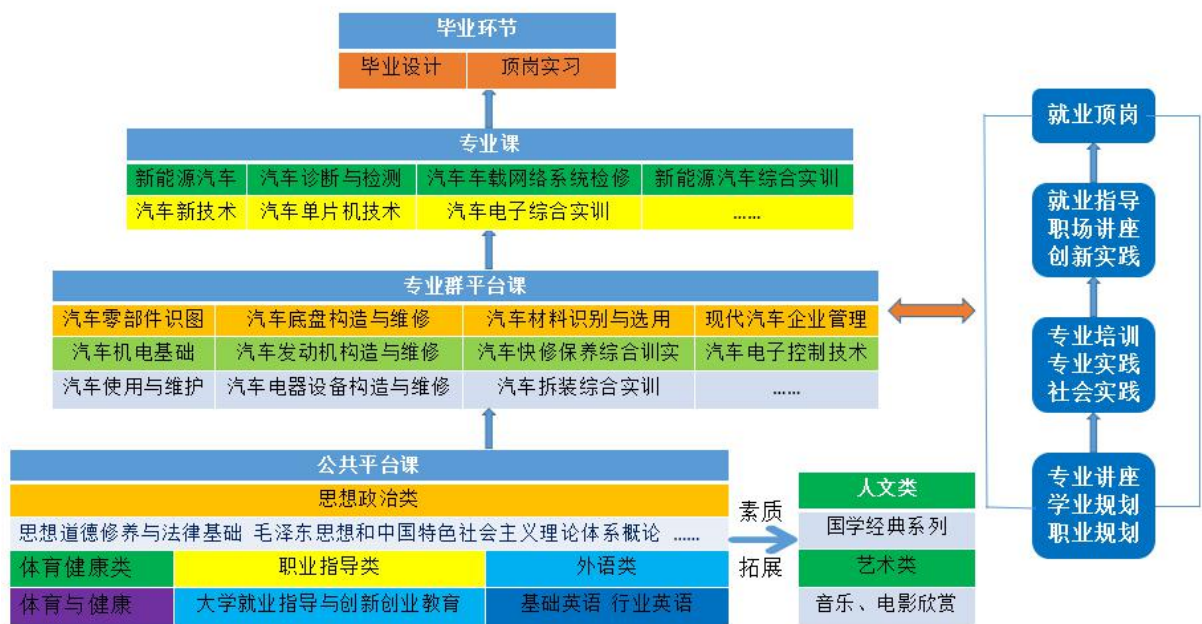 毕业环节
毕业设计 顶岗实习
专业课
新能源汽车 汽车诊断与检测 汽车车载网络系统检修 新能源汽车综合实训
汽车新技术 汽车单片机技术 汽车电子综合实训 ......
专业群平台课
汽车零部件识图 汽车底盘构造与维修 汽车材料识别与选用 现代汽车企业管理
汽车机电基础 汽车发动机构造与维修 汽车快修保养综合训实 汽车电子控制技术
汽车使用与维护 汽车电器设备构造与维修 汽车拆装综合实训 ......
公共平台课
思想政治类
思想道德修养与法律基础 毛泽东思想和中国特色社会主义理论体系概论 ......
体育健康类 职业指导类 外语类
体育与健康 大学就业指导与创新创业教育 基础英语 行业英语
素质
拓展
人文类
国学经典系列
艺术类
音乐、电影欣赏
就业顶岗
就业指导
职场讲座
创新实践
专业培训
专业实践
社会实践
专业讲座
学业规划
职业规划